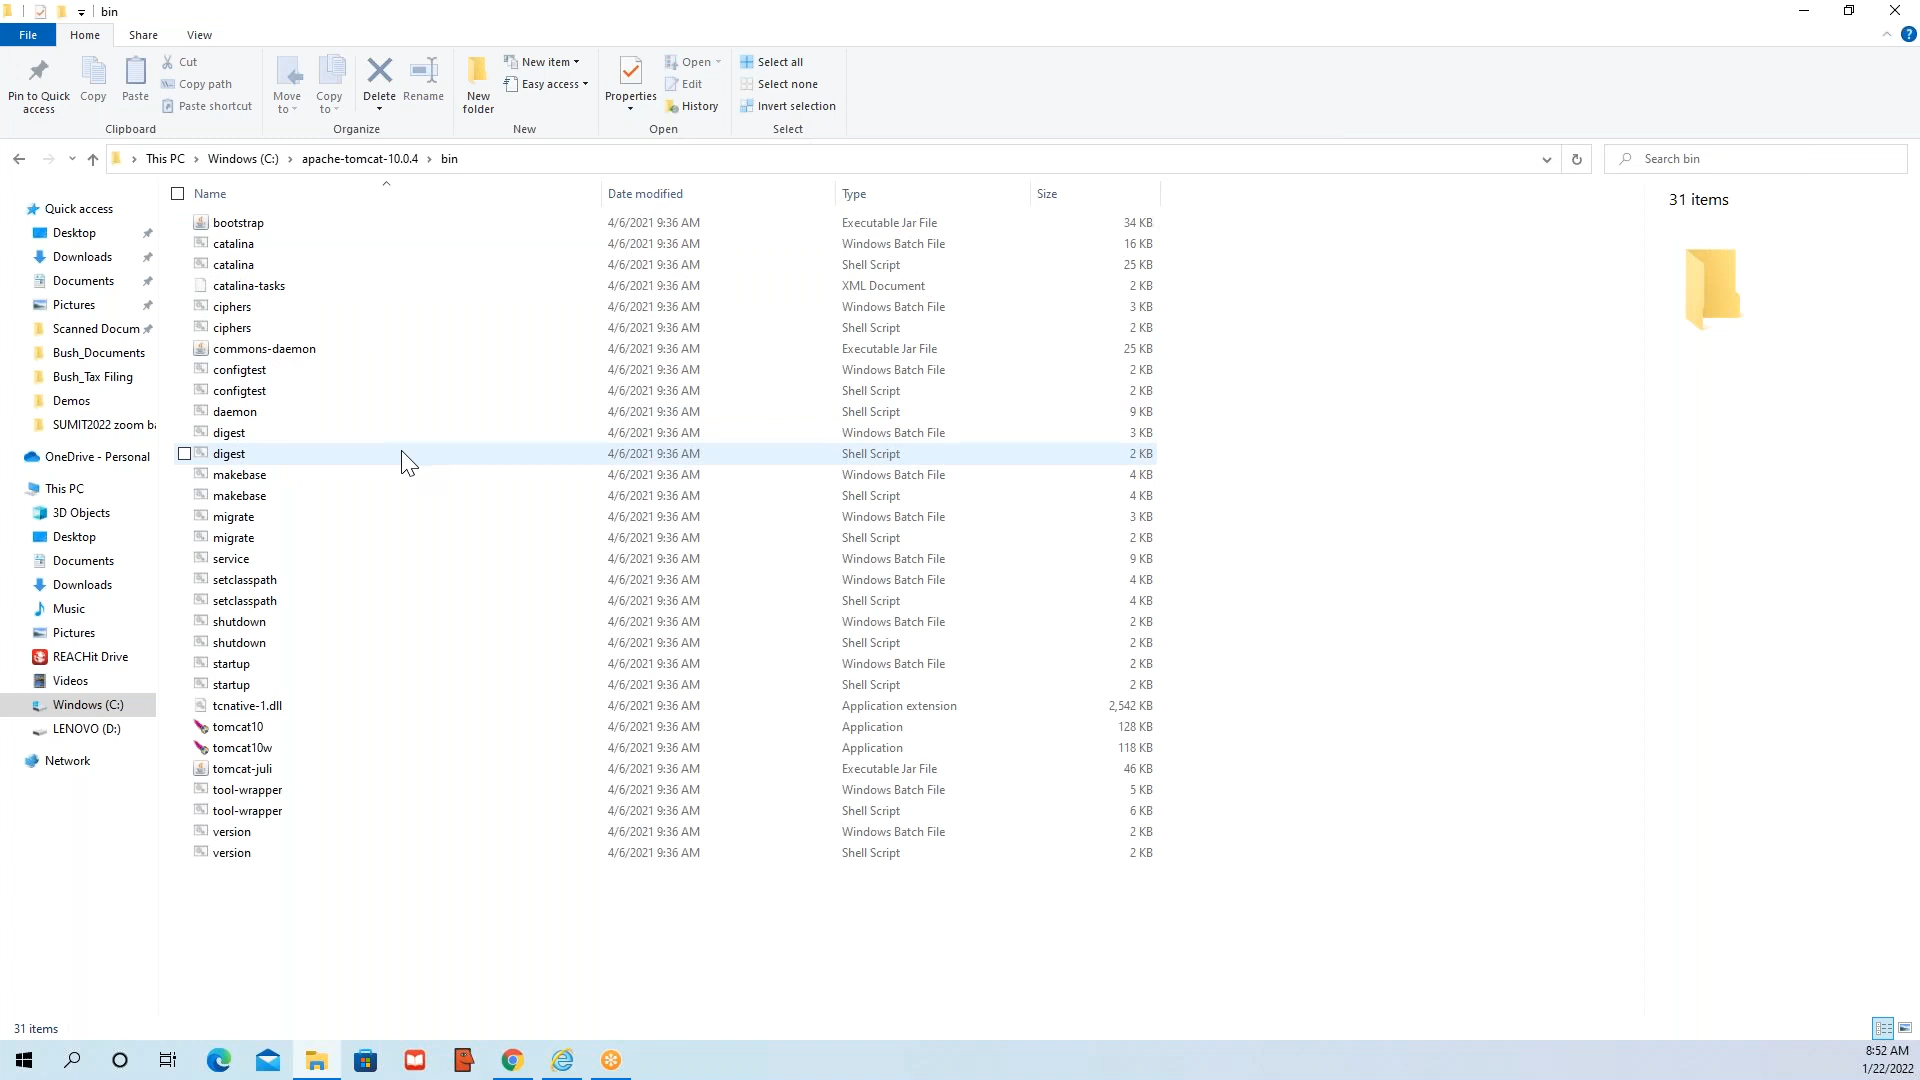 bin
File Home Share View
Pin to Quick access
Copy
Paste
Cut
Copy path
Paste shortcut
Clipboard
Move to
Copy to
Delete
Rename
Organize
New folder
New item
Easy access
New
Properties
Open
Edit
History
Open
Select all
Select none
Invert selection
Select
This PC Windows (C:) apache-tomcat-10.0.4 bin
Search bin
Quick access
Desktop
Downloads
Documents
Pictures
Scanned Docum
Bush_Documents
Bush_Tax Filing
Demos
SUMIT2022 zoom ba
OneDrive - Personal
This PC
3D Objects
Desktop
Documents
Downloads
Music
Pictures
REACHit Drive
Videos
Windows (C:)
LENOVO (D:)
Network
Name Date modified Type Size
bootstrap 4/6/2021 9:36 AM Executable Jar File 34 KB
catalina 4/6/2021 9:36 AM Windows Batch File 16 KB
catalina 4/6/2021 9:36 AM Shell Script 25 KB
catalina-tasks 4/6/2021 9:36 AM XML Document 2 KB
ciphers 4/6/2021 9:36 AM Windows Batch File 3 KB
ciphers 4/6/2021 9:36 AM Shell Script 2 KB
commons-daemon 4/6/2021 9:36 AM Executable Jar File 25 KB
configtest 4/6/2021 9:36 AM Windows Batch File 2 KB
configtest 4/6/2021 9:36 AM Shell Script 2 KB
daemon 4/6/2021 9:36 AM Shell Script 9 KB
digest 4/6/2021 9:36 AM Windows Batch File 3 KB
digest 4/6/2021 9:36 AM Shell Script 2 KB
makebase 4/6/2021 9:36 AM Windows Batch File 4 KB
makebase 4/6/2021 9:36 AM Shell Script 4 KB
migrate 4/6/2021 9:36 AM Windows Batch File 3 KB
migrate 4/6/2021 9:36 AM Shell Script 2 KB
service 4/6/2021 9:36 AM Windows Batch File 9 KB
setclasspath 4/6/2021 9:36 AM Windows Batch File 4 KB
setclasspath 4/6/2021 9:36 AM Shell Script 4 KB
shutdown 4/6/2021 9:36 AM Windows Batch File 2 KB
shutdown 4/6/2021 9:36 AM Shell Script 2 KB
startup 4/6/2021 9:36 AM Windows Batch File 2 KB
startup 4/6/2021 9:36 AM Shell Script 2 KB
tcnative-1.dll 4/6/2021 9:36 AM Application extension 2,542 KB
tomcat10 4/6/2021 9:36 AM Application 128 KB
tomcat10w 4/6/2021 9:36 AM Application 118 KB
tomcat-juli 4/6/2021 9:36 AM Executable Jar File 46 KB
tool-wrapper 4/6/2021 9:36 AM Windows Batch File 5 KB
tool-wrapper 4/6/2021 9:36 AM Shell Script 6 KB
version 4/6/2021 9:36 AM Windows Batch File 2 KB
version 4/6/2021 9:36 AM Shell Script 2 KB
31 items
31 items
8:52 AM
1/22/2022